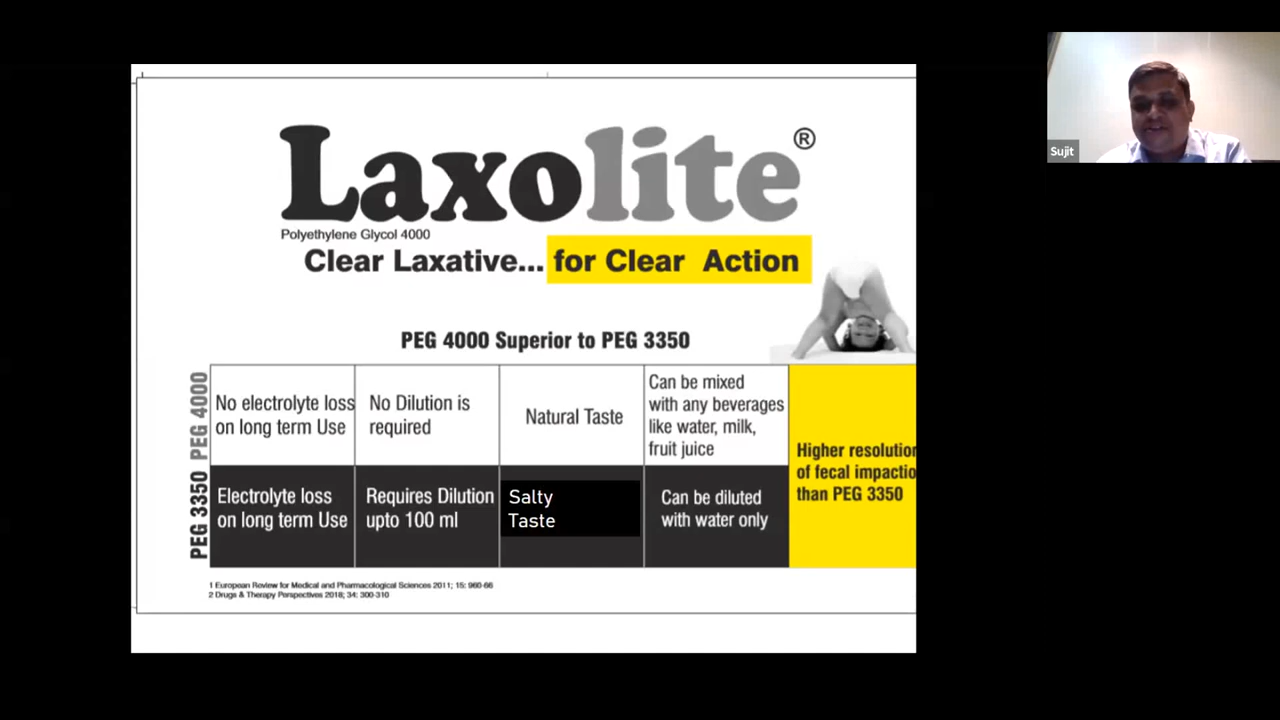 Laxolite®
Polyethylene Glycol 4000
Clear Laxative... for Clear Action
PEG 4000 Superior to PEG 3350
PEG 4000
No electrolyte loss
on long term Use
No Dilution is
required
Natural Taste
Can be mixed
with any beverages
like water, milk,
fruit juice
PEG 3350
Electrolyte loss
on long term Use
Requires Dilution
upto 100 ml
Salty
Taste
Can be diluted
with water only
Higher resolution
of fecal impactio
than PEG 3350
1 European Review for Medical and Pharmacological Sciences 2011; 15: 960-66
2 Drugs & Therapy Perspectives 2018; 34: 300-310
Sujit